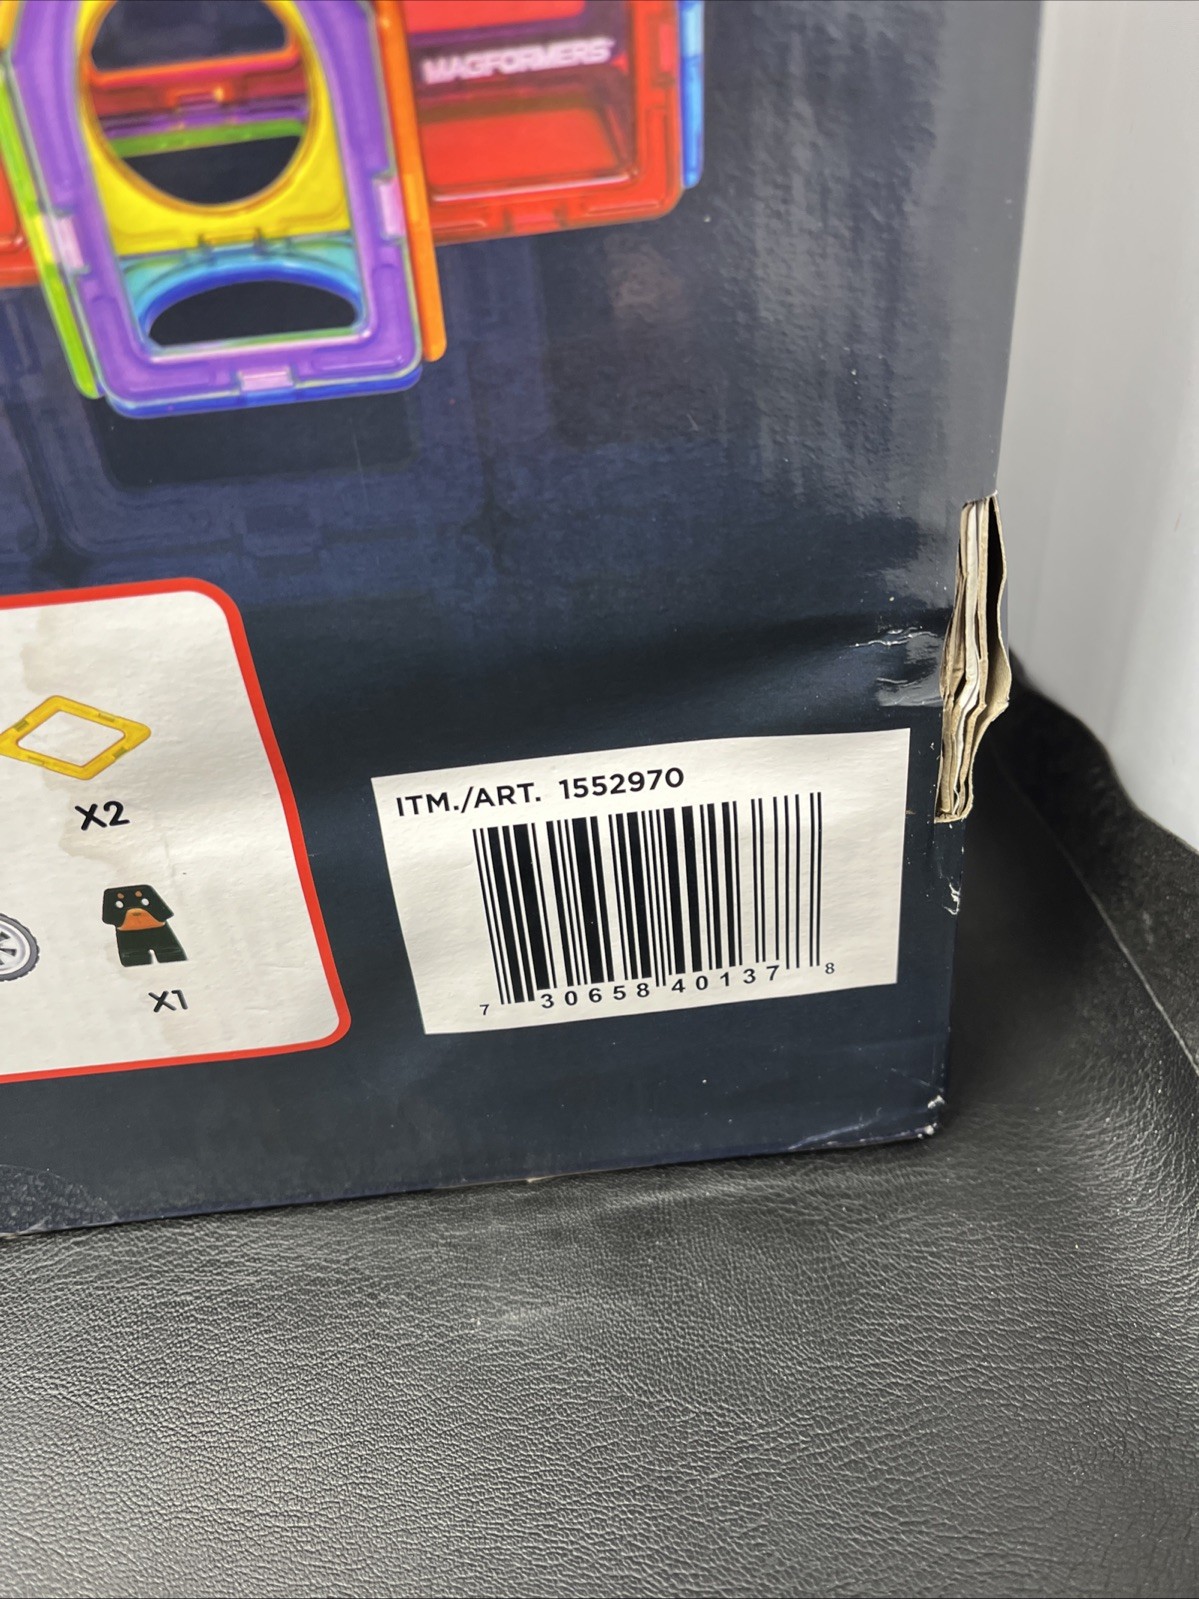 MAGFORMERS
X2
X1
ITM./ART. 1552970
7 30658 40137 8